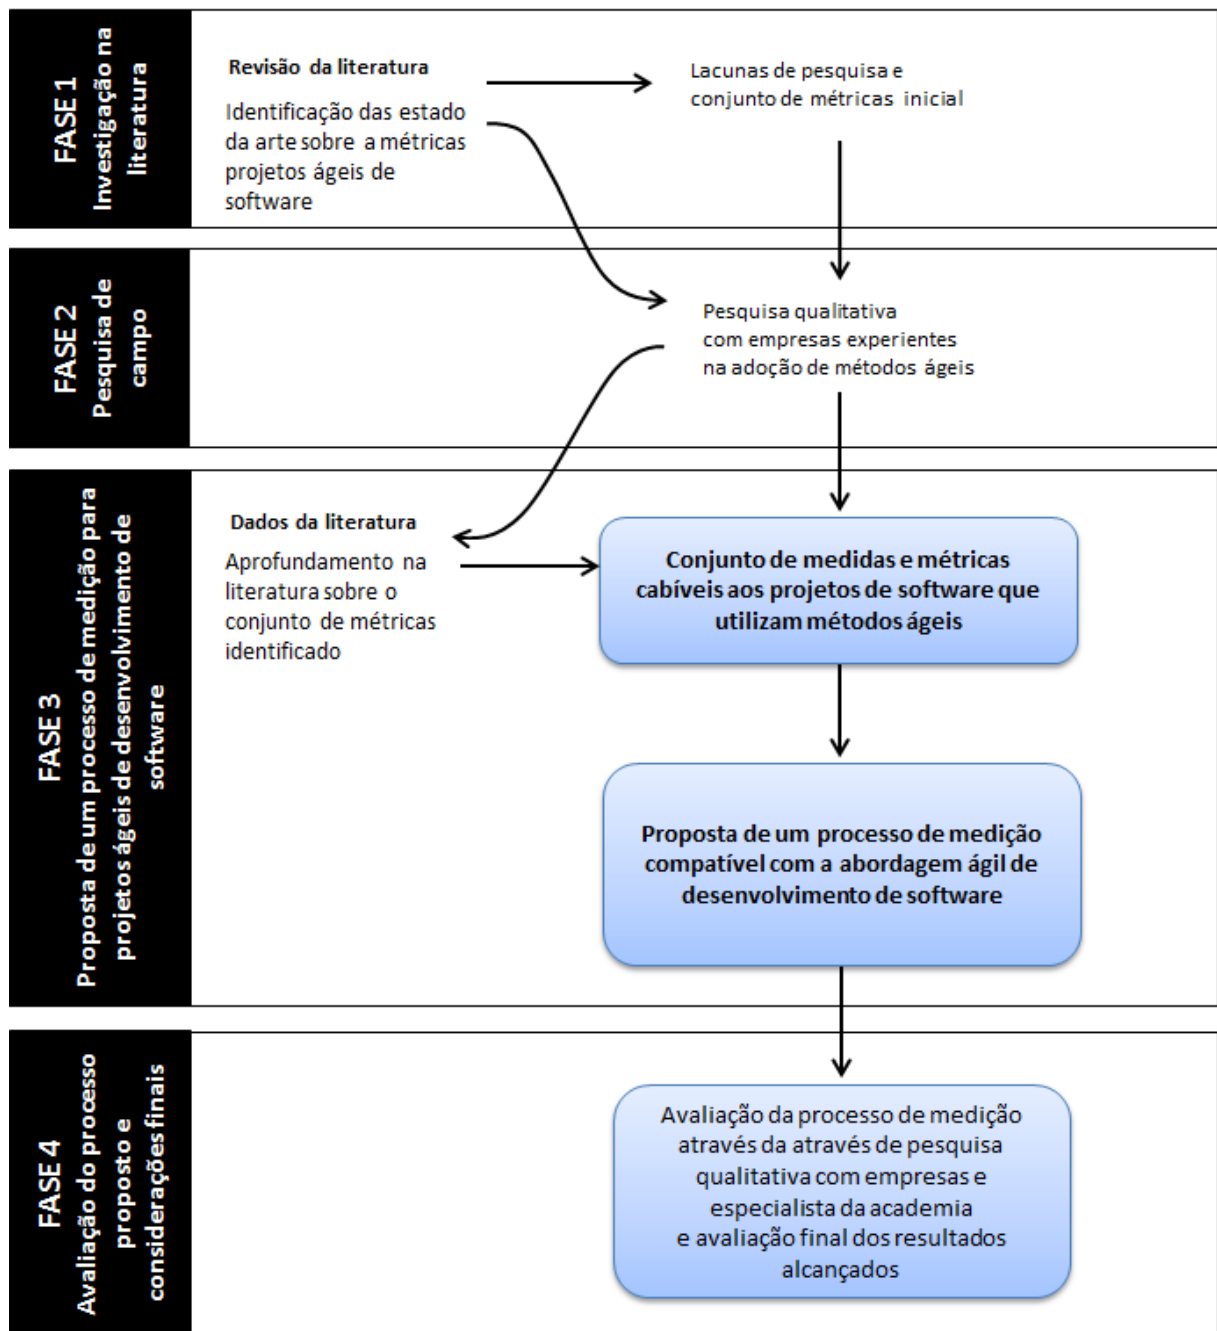 FASE 1
Investigação na
literatura
Revisão da literatura
Identificação das estado
da arte sobre a métricas
projetos ágeis de
software
Lacunas de pesquisa e
conjunto de métricas inicial
FASE 2
Pesquisa de
campo
Pesquisa qualitativa
com empresas experientes
na adoção de métodos ágeis
FASE 3
Proposta de um processo de medição para
projetos ágeis de desenvolvimento de
software
Dados da literatura
Aprofundamento na
literatura sobre o
conjunto de métricas
identificado
Conjunto de medidas e métricas
cabíveis aos projetos de software que
utilizam métodos ágeis
Proposta de um processo de medição
compatível com a abordagem ágil de
desenvolvimento de software
FASE 4
Avaliação do processo
proposto e
considerações finais
Avaliação da processo de medição
através da através de pesquisa
qualitativa com empresas e
especialista da academia
e avaliação final dos resultados
alcançados